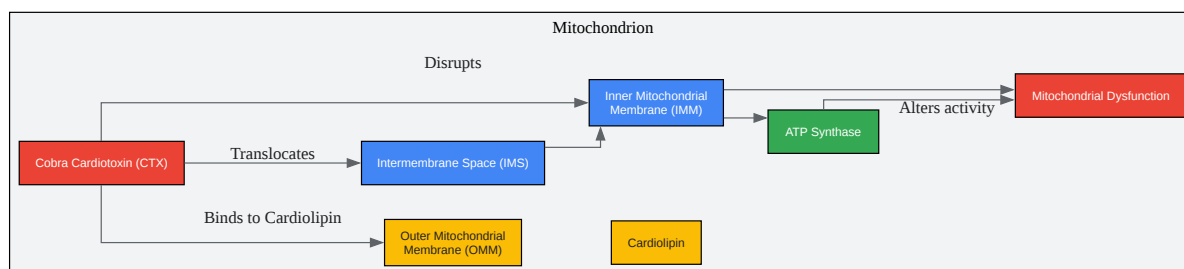 Mitochondrion
Disrupts
Inner Mitochondrial
Membrane (IMM)
Mitochondrial Dysfunction
Alters activity
ATP Synthase
Cobra Cardiotoxin (CTX)
Translocates
Intermembrane Space (IMS)
Binds to Cardiolipin
Outer Mitochondrial
Membrane (OMM)
Cardiolipin